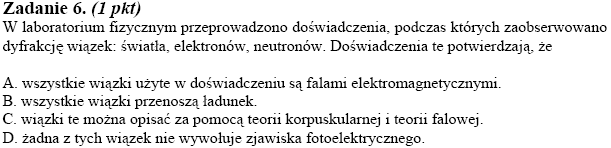 Zadanie 6. (1 pkt)
W laboratorium fizycznym przeprowadzono doświadczenia, podczas których zaobserwowano
dyfrakcję wiązek: światła, elektronów, neutronów. Doświadczenia te potwierdzają, że
A. wszystkie wiązki użyte w doświadczeniu są falami elektromagnetycznymi.
B. wszystkie wiązki przenoszą ładunek.
C. wiązki te można opisać za pomocą teorii korpuskularnej i teorii falowej.
D. żadna z tych wiązek nie wywołuje zjawiska fotoelektrycznego.